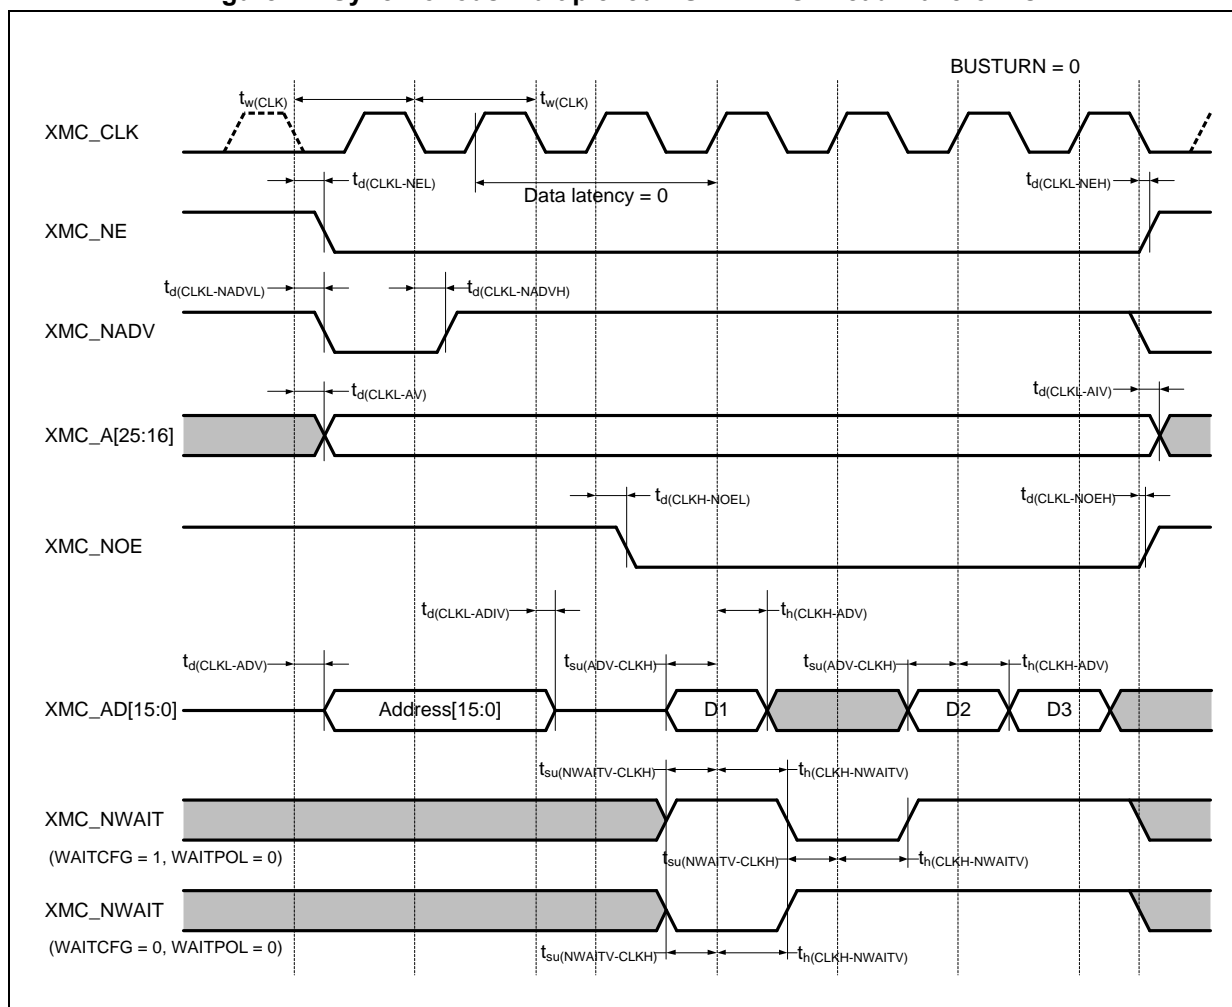 BUSTURN = 0
tw(CLK)
tw(CLK)
XMC_CLK
td(CLKL-NEL)
Data latency = 0
td(CLKL-NEH)
XMC_NE
td(CLKL-NADVL)
td(CLKL-NADVH)
XMC_NADV
td(CLKL-AV)
td(CLKL-AIV)
XMC_A[25:16]
td(CLKH-NOEL)
td(CLKL-NOEH)
XMC_NOE
td(CLKL-ADIV)
th(CLKH-ADV)
td(CLKL-ADV)
tsu(ADV-CLKH)
tsu(ADV-CLKH)
th(CLKH-ADV)
XMC_AD[15:0]
Address[15:0]
D1
D2
D3
tsu(NWAITV-CLKH)
th(CLKH-NWAITV)
XMC_NWAIT
(WAITCFG = 1, WAITPOL = 0)
tsu(NWAITV-CLKH)
th(CLKH-NWAITV)
XMC_NWAIT
(WAITCFG = 0, WAITPOL = 0)
tsu(NWAITV-CLKH)
th(CLKH-NWAITV)